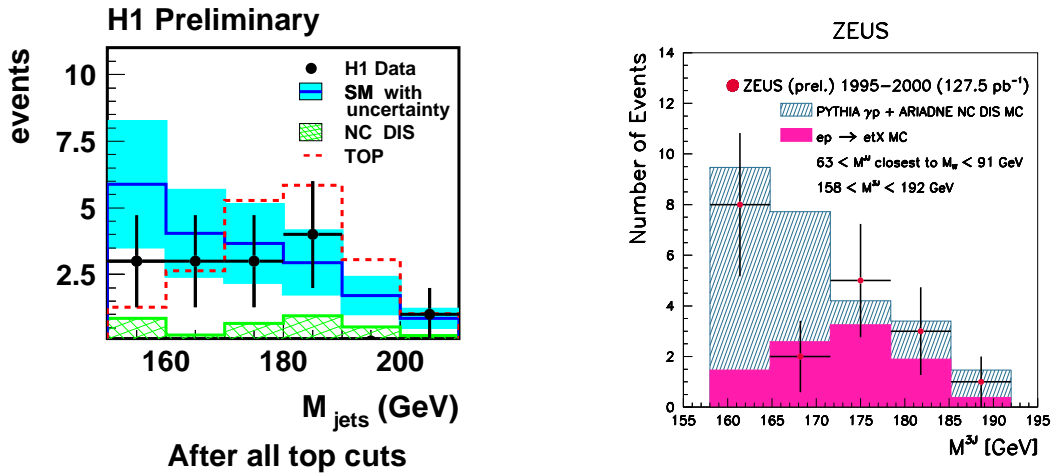 H1 Preliminary
events
10
7.5
5
2.5
H1 Data
SM with
uncertainty
NC DIS
TOP
160
180
200
M jets (GeV)
After all top cuts
ZEUS
Number of Events
14
12
10
8
6
4
2
0
ZEUS (prel.) 1995-2000 (127.5 pb⁻¹)
PYTHIA γp + ARIADNE NC DIS MC
ep → etX MC
63 < Mᴶᴶ closest to M_W < 91 GeV
158 < M³ᴶ < 192 GeV
155
160
165
170
175
180
185
190
195
M³ᴶ [GeV]